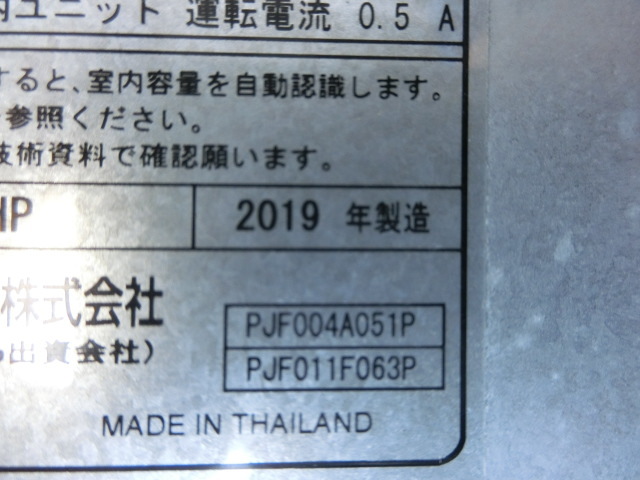 内ユニット 運転電流 0.5 A
すると、室内容量を自動認識します。
参照ください。
技術資料で確認願います。
HP
2019 年製造
株式会社
出資会社)
PJF004A051P
PJF011F063P
MADE IN THAILAND